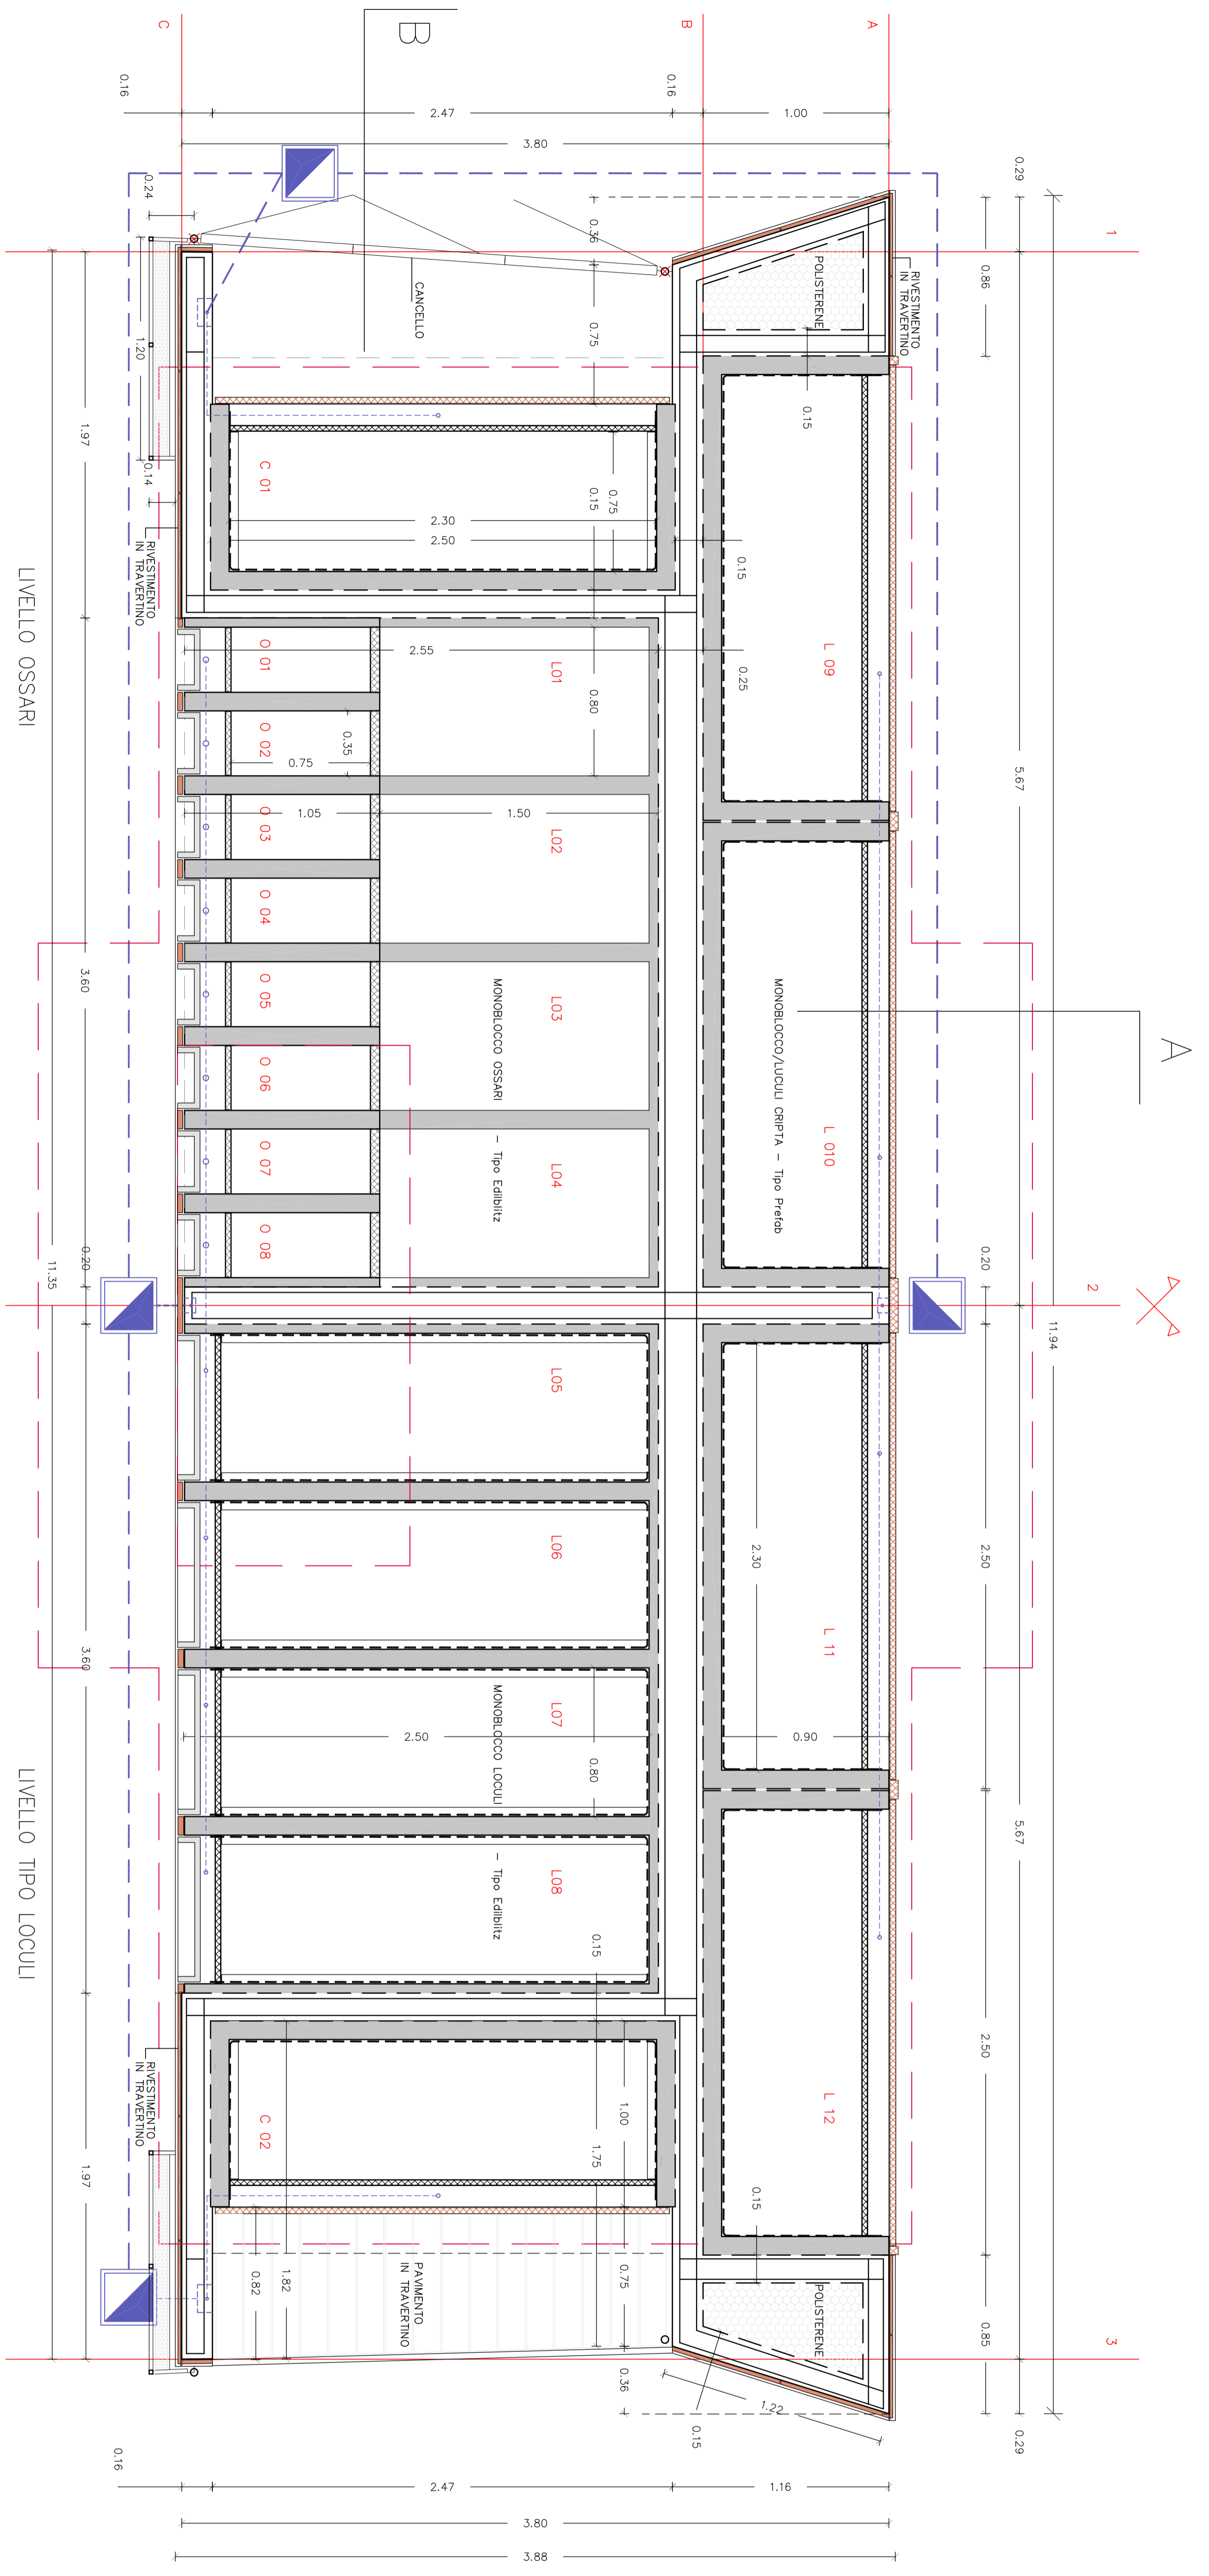 C
B
A
B
0.16
2.47
0.16
1.00
3.80
0.24
0.36
0.29
1
1.20
CANCELLO
0.75
POLISTERENE
RIVESTIMENTO
IN TRAVERTINO
0.86
0.15
1.97
0.14
C 01
0.15
0.75
2.30
2.50
0.15
RIVESTIMENTO
IN TRAVERTINO
LIVELLO OSSARI
2.55
0.25
0.80
O 01
O 02
O 03
O 04
O 05
O 06
O 07
O 08
0.35
0.75
1.05
1.50
L01
L02
L03
L04
L 09
L 010
5.67
3.60
MONOBLOCCO OSSARI - Tipo Edilblitz
MONOBLOCCO/LUCULI CRIPTA - Tipo Prefab
A
0.20
0.20
11.35
11.94
2
L05
L06
L07
L08
2.30
2.50
L 11
0.90
2.50
0.80
3.60
5.67
MONOBLOCCO LOCULI - Tipo Edilblitz
LIVELLO TIPO LOCULI
0.15
2.50
L 12
C 02
1.00
1.75
RIVESTIMENTO
IN TRAVERTINO
1.97
0.82
1.82
PAVIMENTO
IN TRAVERTINO
0.75
0.15
POLISTERENE
0.85
3
0.36
1.22
0.15
0.29
0.16
2.47
1.16
3.80
3.88